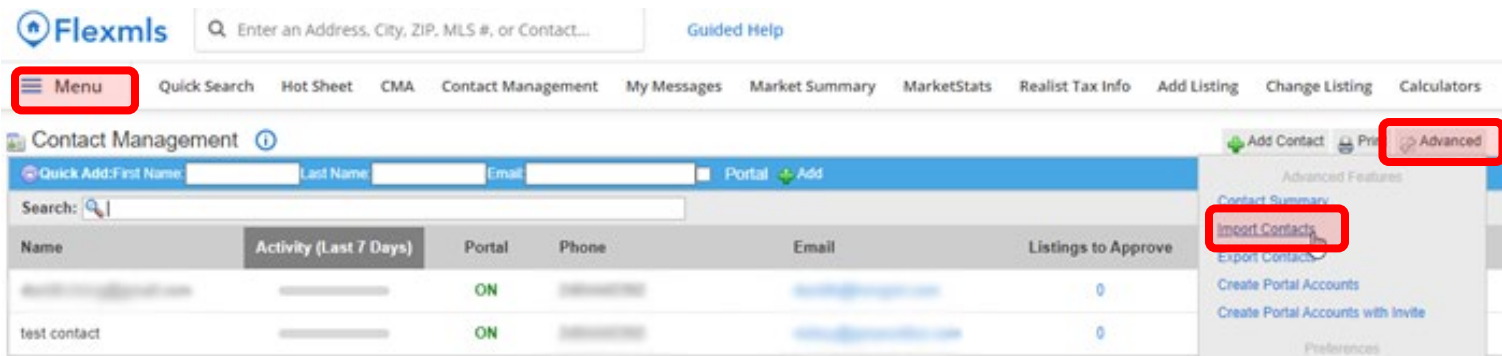 Flexmls Enter an Address, City, ZIP, MLS #, or Contact... Guided Help
Menu Quick Search Hot Sheet CMA Contact Management My Messages Market Summary MarketStats Realist Tax Info Add Listing Change Listing Calculators
Contact Management Add Contact Prin Advanced
Quick Add: First Name: Last Name: Email: Portal Add
Advanced Features
Search:
Contact Summary
Name Activity (Last 7 Days) Portal Phone Email Listings to Approve
Import Contacts
Export Contacts
ON 0
Create Portal Accounts
Create Portal Accounts with Invite
test contact ON 0
Preferences